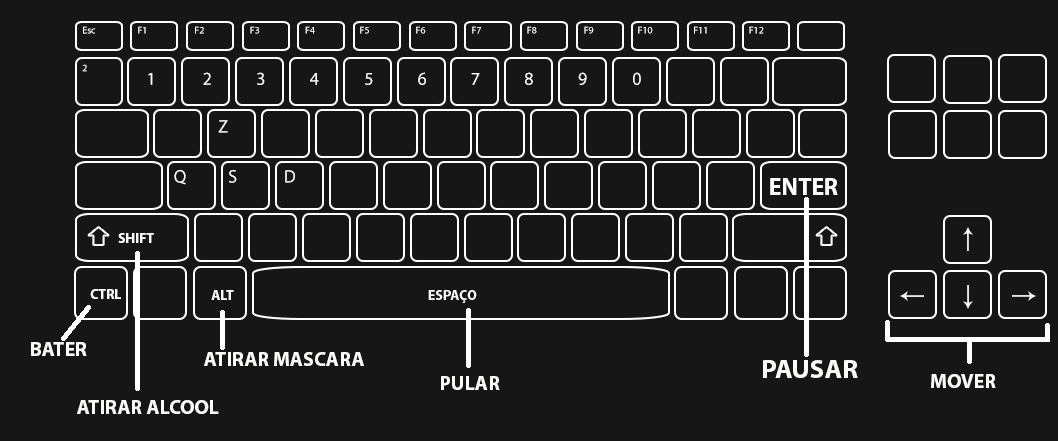 Esc F1 F2 F3 F4 F5 F6 F7 F8 F9 F10 F11 F12
2 1 2 3 4 5 6 7 8 9 0
Z
Q S D ENTER
⇧ SHIFT ⇧
↑
CTRL ALT ESPAÇO ← ↓ →
BATER
ATIRAR MASCARA
PAUSAR
PULAR
MOVER
ATIRAR ALCOOL